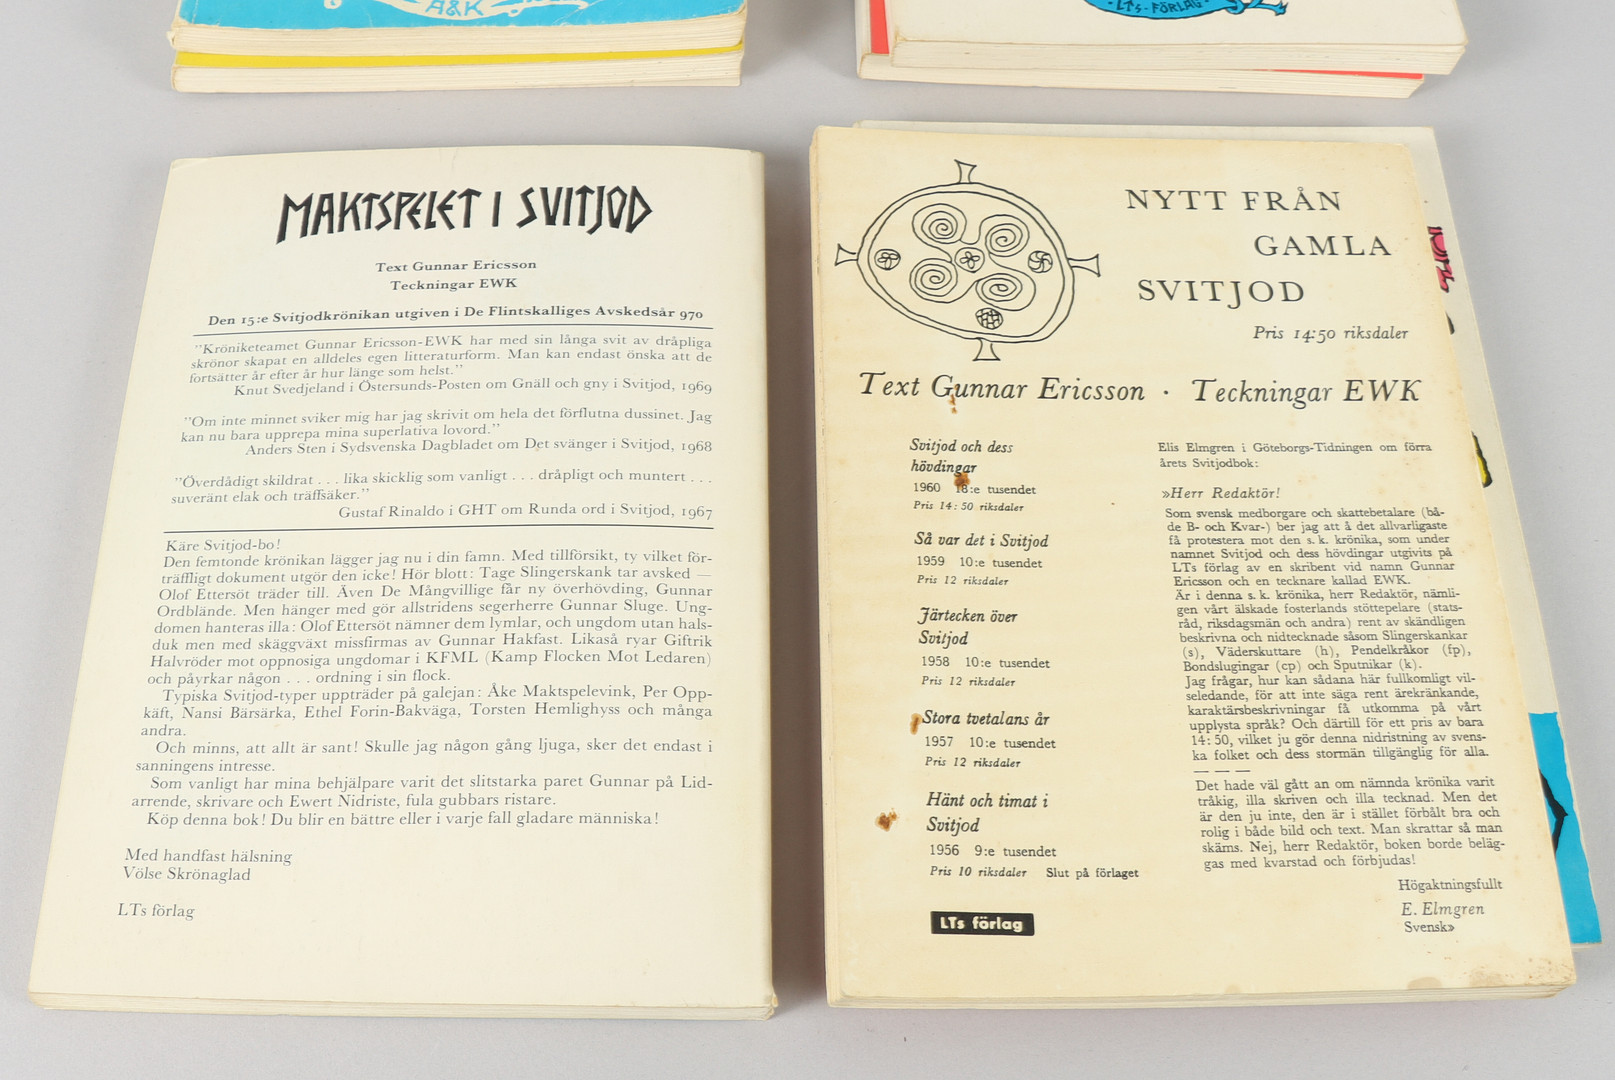 A&K
·LTs·FÖRLAG·
MAKTSPELET I SVITJOD
Text Gunnar Ericsson
Teckningar EWK
Den 15:e Svitjodkrönikan utgiven i De Flintskalliges Avskedsår 970
"Kröniketeamet Gunnar Ericsson-EWK har med sin långa svit av dråpliga
skrönor skapat en alldeles egen litteraturform. Man kan endast önska att de
fortsätter år efter år hur länge som helst."
Knut Svedjeland i Östersunds-Posten om Gnäll och gny i Svitjod, 1969
"Om inte minnet sviker mig har jag skrivit om hela det förflutna dussinet. Jag
kan nu bara upprepa mina superlativa lovord."
Anders Sten i Sydsvenska Dagbladet om Det svänger i Svitjod, 1968
"Överdådigt skildrat . . . lika skicklig som vanligt . . . dråpligt och muntert . . .
suveränt elak och träffsäker."
Gustaf Rinaldo i GHT om Runda ord i Svitjod, 1967
Käre Svitjod-bo!
Den femtonde krönikan lägger jag nu i din famn. Med tillförsikt, ty vilket för-
träffligt dokument utgör den icke! Hör blott: Tage Slingerskank tar avsked —
Olof Ettersöt träder till. Även De Mångvillige får ny överhövding, Gunnar
Ordblände. Men hänger med gör allstridens segerherre Gunnar Sluge. Ung-
domen hanteras illa: Olof Ettersöt nämner dem lymlar, och ungdom utan hals-
duk men med skäggväxt missfirmas av Gunnar Hakfast. Likaså ryar Giftrik
Halvröder mot oppnosiga ungdomar i KFML (Kamp Flocken Mot Ledaren)
och påyrkar någon . . . ordning i sin flock.
Typiska Svitjod-typer uppträder på galejan: Åke Maktspelevink, Per Opp-
käft, Nansi Bärsärka, Ethel Forin-Bakväga, Torsten Hemlighyss och många
andra.
Och minns, att allt är sant! Skulle jag någon gång ljuga, sker det endast i
sanningens intresse.
Som vanligt har mina behjälpare varit det slitstarka paret Gunnar på Lid-
arrende, skrivare och Ewert Nidriste, fula gubbars ristare.
Köp denna bok! Du blir en bättre eller i varje fall gladare människa!
Med handfast hälsning
Völse Skrönaglad
LTs förlag
NYTT FRÅN
GAMLA
SVITJOD
Pris 14:50 riksdaler
Text Gunnar Ericsson · Teckningar EWK
Svitjod och dess
hövdingar
1960 18:e tusendet
Pris 14:50 riksdaler
Så var det i Svitjod
1959 10:e tusendet
Pris 12 riksdaler
Järtecken över
Svitjod
1958 10:e tusendet
Pris 12 riksdaler
Stora tvetalans år
1957 10:e tusendet
Pris 12 riksdaler
Hänt och timat i
Svitjod
1956 9:e tusendet
Pris 10 riksdaler Slut på förlaget
LTs förlag
Elis Elmgren i Göteborgs-Tidningen om förra
årets Svitjodbok:
»Herr Redaktör!
Som svensk medborgare och skattebetalare (bå-
de B- och Kvar-) ber jag att å det allvarligaste
få protestera mot den s. k. krönika, som under
namnet Svitjod och dess hövdingar utgivits på
LTs förlag av en skribent vid namn Gunnar
Ericsson och en tecknare kallad EWK.
Är i denna s. k. krönika, herr Redaktör, nämli-
gen vårt älskade fosterlands stöttepelare (stats-
råd, riksdagsmän och andra) rent av skändligen
beskrivna och nidtecknade såsom Slingerskankar
(s), Väderskuttare (h), Pendelkråkor (fp),
Bondslugingar (cp) och Sputnikar (k).
Jag frågar, hur kan sådana här fullkomligt vil-
seledande, för att inte säga rent ärekränkande,
karaktärsbeskrivningar få utkomma på vårt
upplysta språk? Och därtill för ett pris av bara
14:50, vilket ju gör denna nidristning av svens-
ka folket och dess stormän tillgänglig för alla.
— — —
Det hade väl gått an om nämnda krönika varit
tråkig, illa skriven och illa tecknad. Men det
är den ju inte, den är i stället förbålt bra och
rolig i både bild och text. Man skrattar så man
skäms. Nej, herr Redaktör, boken borde beläg-
gas med kvarstad och förbjudas!
Högaktningsfullt
E. Elmgren
Svensk»